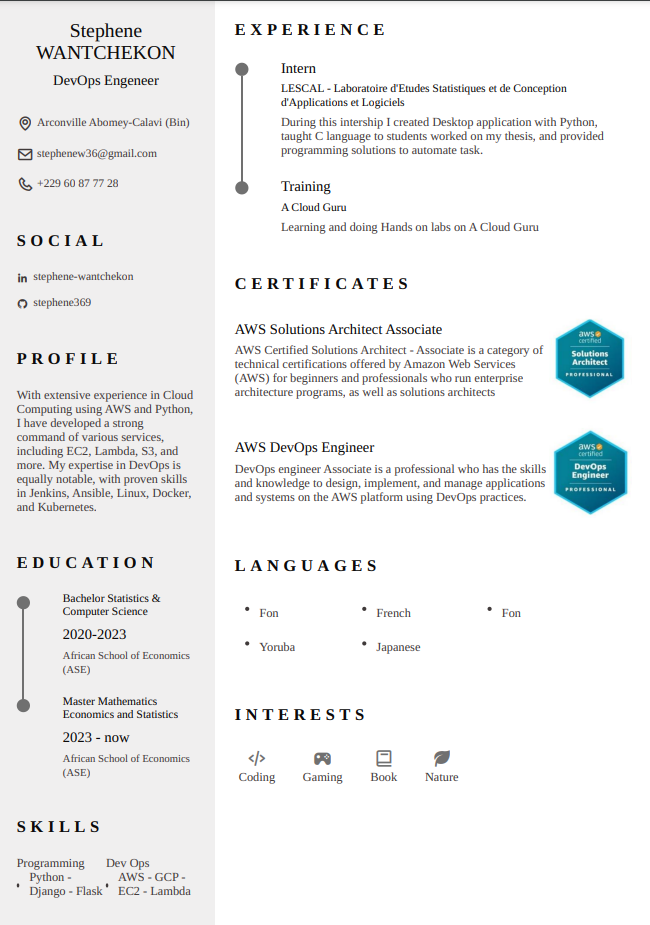 Stephene
WANTCHEKON
DevOps Engeneer
Arconville Abomey-Calavi (Bin)
stephenew36@gmail.com
+229 60 87 77 28
SOCIAL
stephene-wantchekon
stephene369
PROFILE
With extensive experience in Cloud
Computing using AWS and Python,
I have developed a strong
command of various services,
including EC2, Lambda, S3, and
more. My expertise in DevOps is
equally notable, with proven skills
in Jenkins, Ansible, Linux, Docker,
and Kubernetes.
EDUCATION
Bachelor Statistics &
Computer Science
2020-2023
African School of Economics
(ASE)
Master Mathematics
Economics and Statistics
2023 - now
African School of Economics
(ASE)
SKILLS
Programming
Python -
Django - Flask
Dev Ops
AWS - GCP -
EC2 - Lambda
EXPERIENCE
Intern
LESCAL - Laboratoire d'Etudes Statistiques et de Conception
d'Applications et Logiciels
During this intership I created Desktop application with Python,
taught C language to students worked on my thesis, and provided
programming solutions to automate task.
Training
A Cloud Guru
Learning and doing Hands on labs on A Cloud Guru
CERTIFICATES
AWS Solutions Architect Associate
AWS Certified Solutions Architect - Associate is a category of
technical certifications offered by Amazon Web Services
(AWS) for beginners and professionals who run enterprise
architecture programs, as well as solutions architects
aws
certified
Solutions
Architect
PROFESSIONAL
AWS DevOps Engineer
DevOps engineer Associate is a professional who has the skills
and knowledge to design, implement, and manage applications
and systems on the AWS platform using DevOps practices.
aws
certified
DevOps
Engineer
PROFESSIONAL
LANGUAGES
• Fon • French • Fon
• Yoruba • Japanese
INTERESTS
Coding Gaming Book Nature